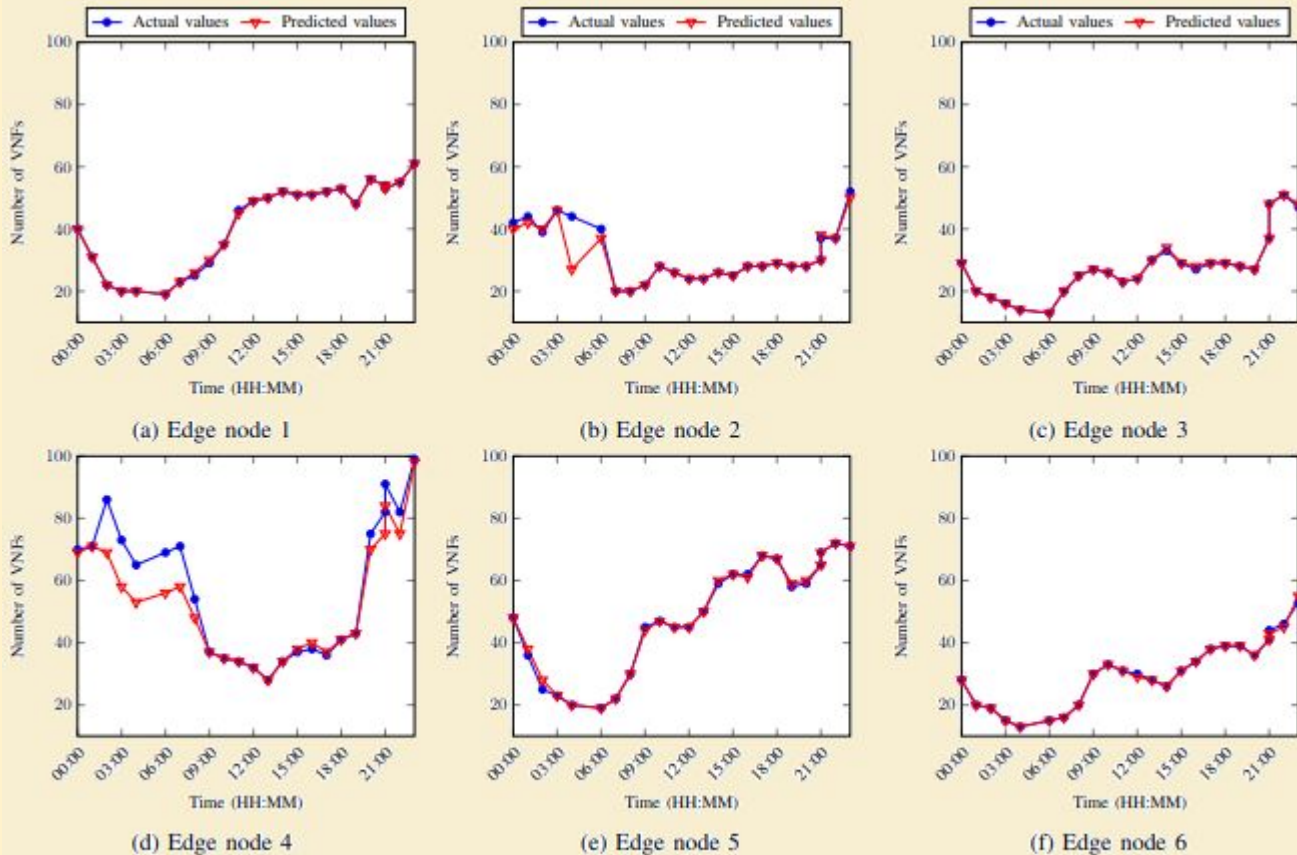 Actual values Predicted values
Actual values Predicted values
Actual values Predicted values
100
80
60
40
20
Number of VNFs
00:00 03:00 06:00 09:00 12:00 15:00 18:00 21:00
Time (HH:MM)
(a) Edge node 1
100
80
60
40
20
Number of VNFs
00:00 03:00 06:00 09:00 12:00 15:00 18:00 21:00
Time (HH:MM)
(b) Edge node 2
100
80
60
40
20
Number of VNFs
00:00 03:00 06:00 09:00 12:00 15:00 18:00 21:00
Time (HH:MM)
(c) Edge node 3
100
80
60
40
20
Number of VNFs
00:00 03:00 06:00 09:00 12:00 15:00 18:00 21:00
Time (HH:MM)
(d) Edge node 4
100
80
60
40
20
Number of VNFs
00:00 03:00 06:00 09:00 12:00 15:00 18:00 21:00
Time (HH:MM)
(e) Edge node 5
100
80
60
40
20
Number of VNFs
00:00 03:00 06:00 09:00 12:00 15:00 18:00 21:00
Time (HH:MM)
(f) Edge node 6